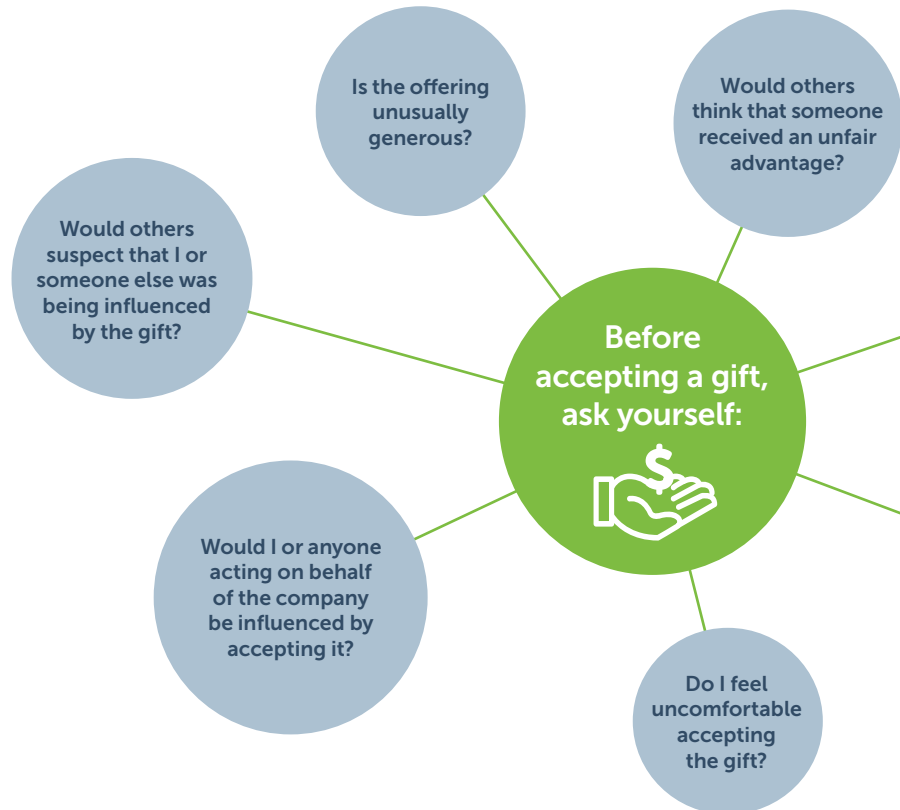 Is the offering
unusually
generous?
Would others
think that someone
received an unfair
advantage?
Would others
suspect that I or
someone else was
being influenced
by the gift?
Before
accepting a gift,
ask yourself:
$
Would I or anyone
acting on behalf
of the company
be influenced by
accepting it?
Do I feel
uncomfortable
accepting
the gift?